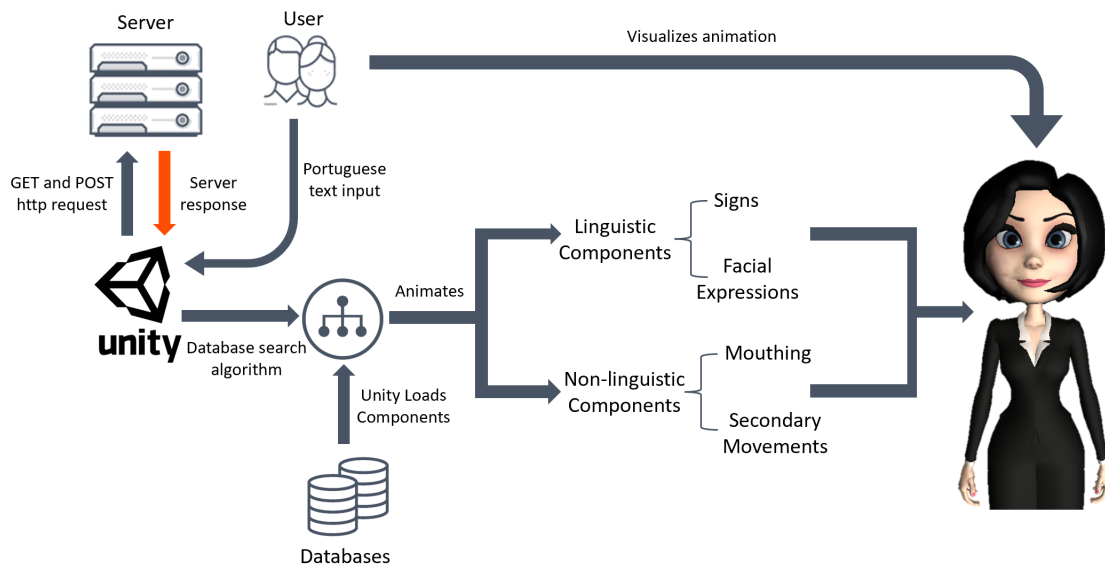 Server
User
Visualizes animation
GET and POST
http request
Server
response
Portuguese
text input
Signs
Linguistic
Components
Facial
Expressions
Animates
unity
Database search
algorithm
Mouthing
Non-linguistic
Components
Unity Loads
Components
Secondary
Movements
Databases